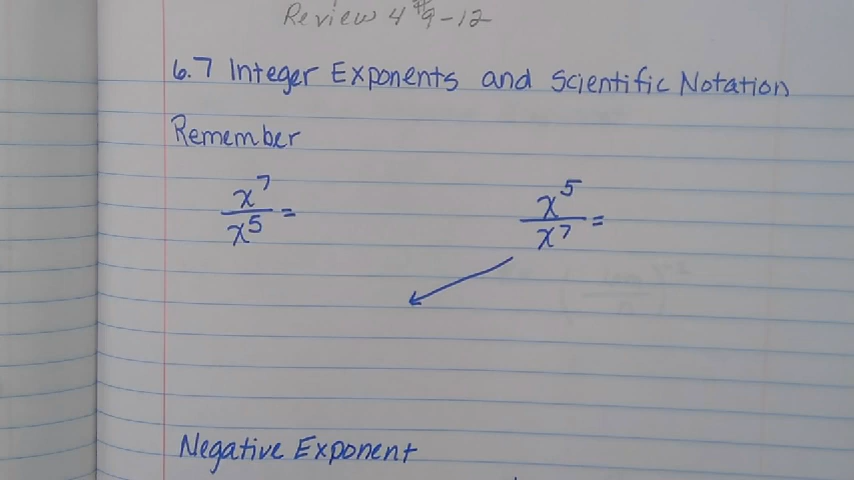 Review 4 #9-12
6.7 Integer Exponents and Scientific Notation
Remember
x^7/x^5 = x^5/x^7 =
Negative Exponent